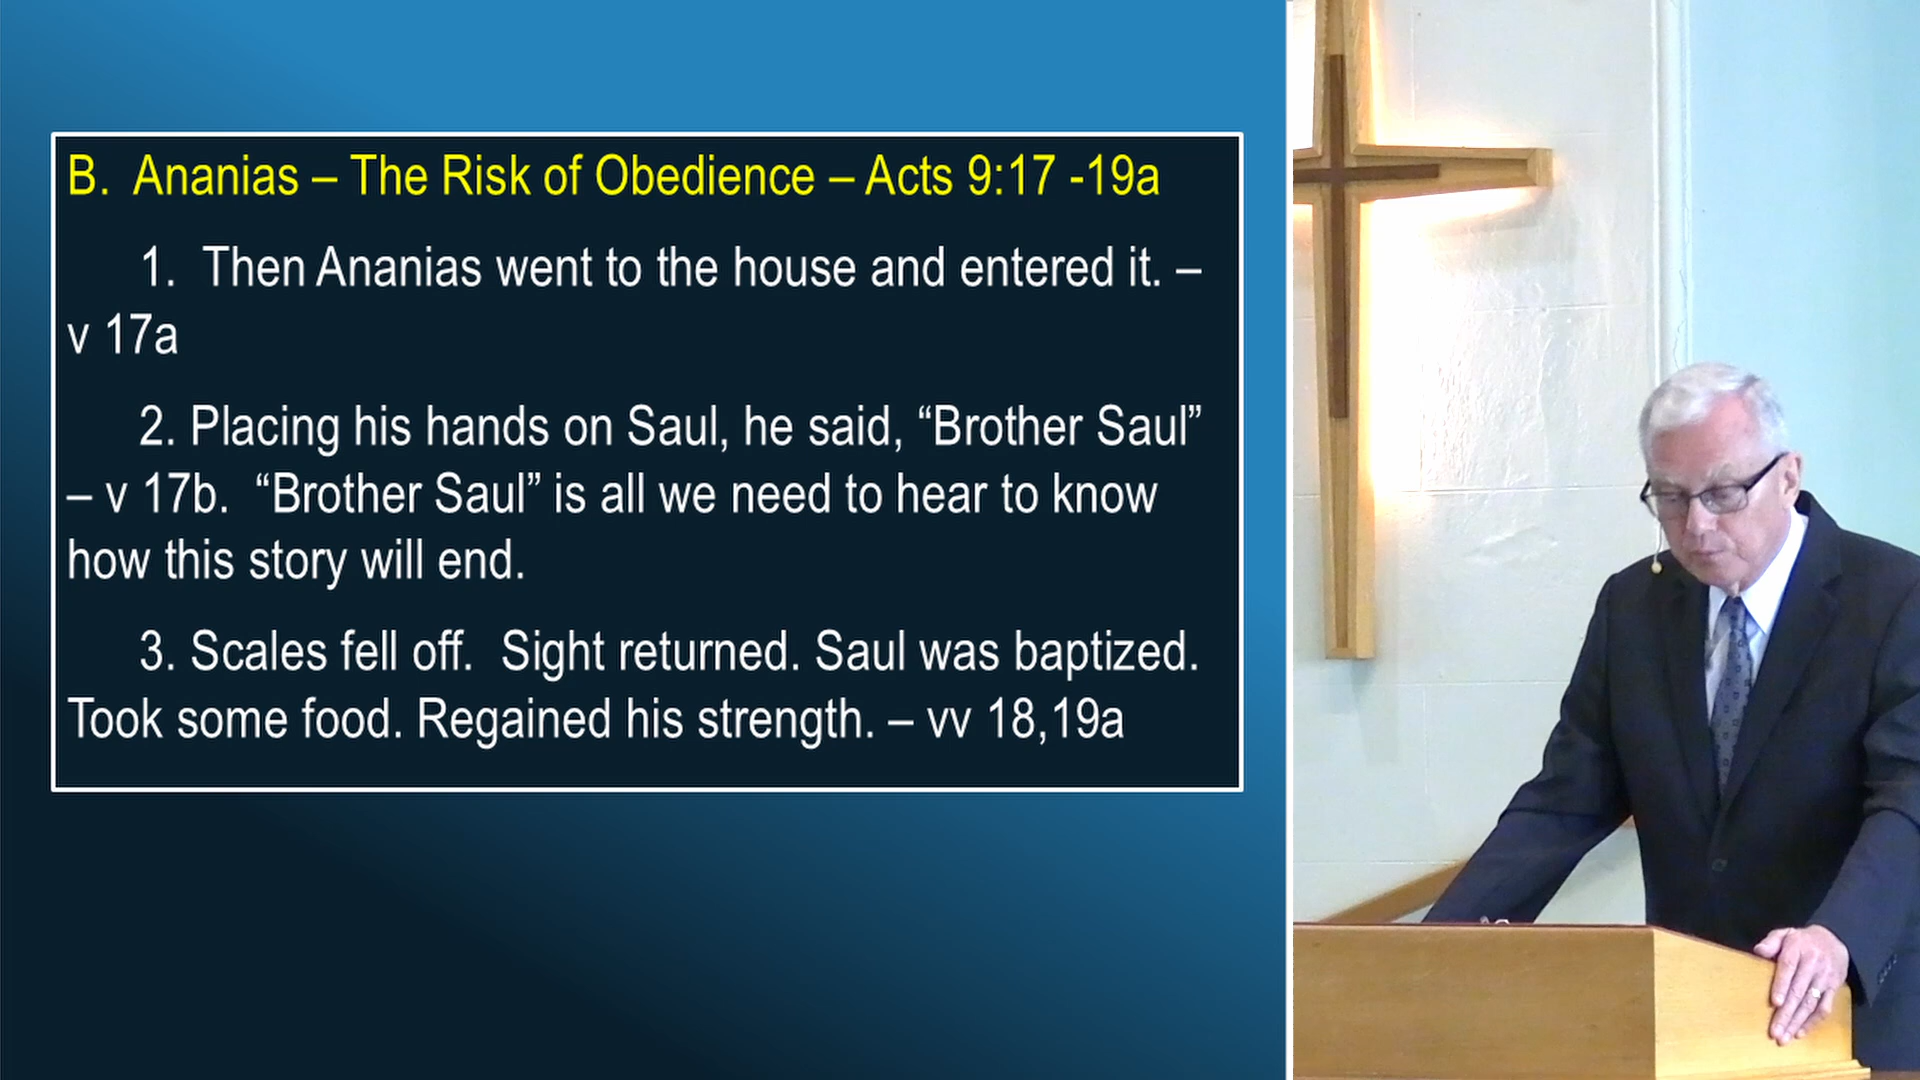 B.  Ananias – The Risk of Obedience – Acts 9:17 -19a
1.  Then Ananias went to the house and entered it. –
v 17a
2. Placing his hands on Saul, he said, “Brother Saul”
– v 17b.  “Brother Saul” is all we need to hear to know
how this story will end.
3. Scales fell off.  Sight returned. Saul was baptized.
Took some food. Regained his strength. – vv 18,19a